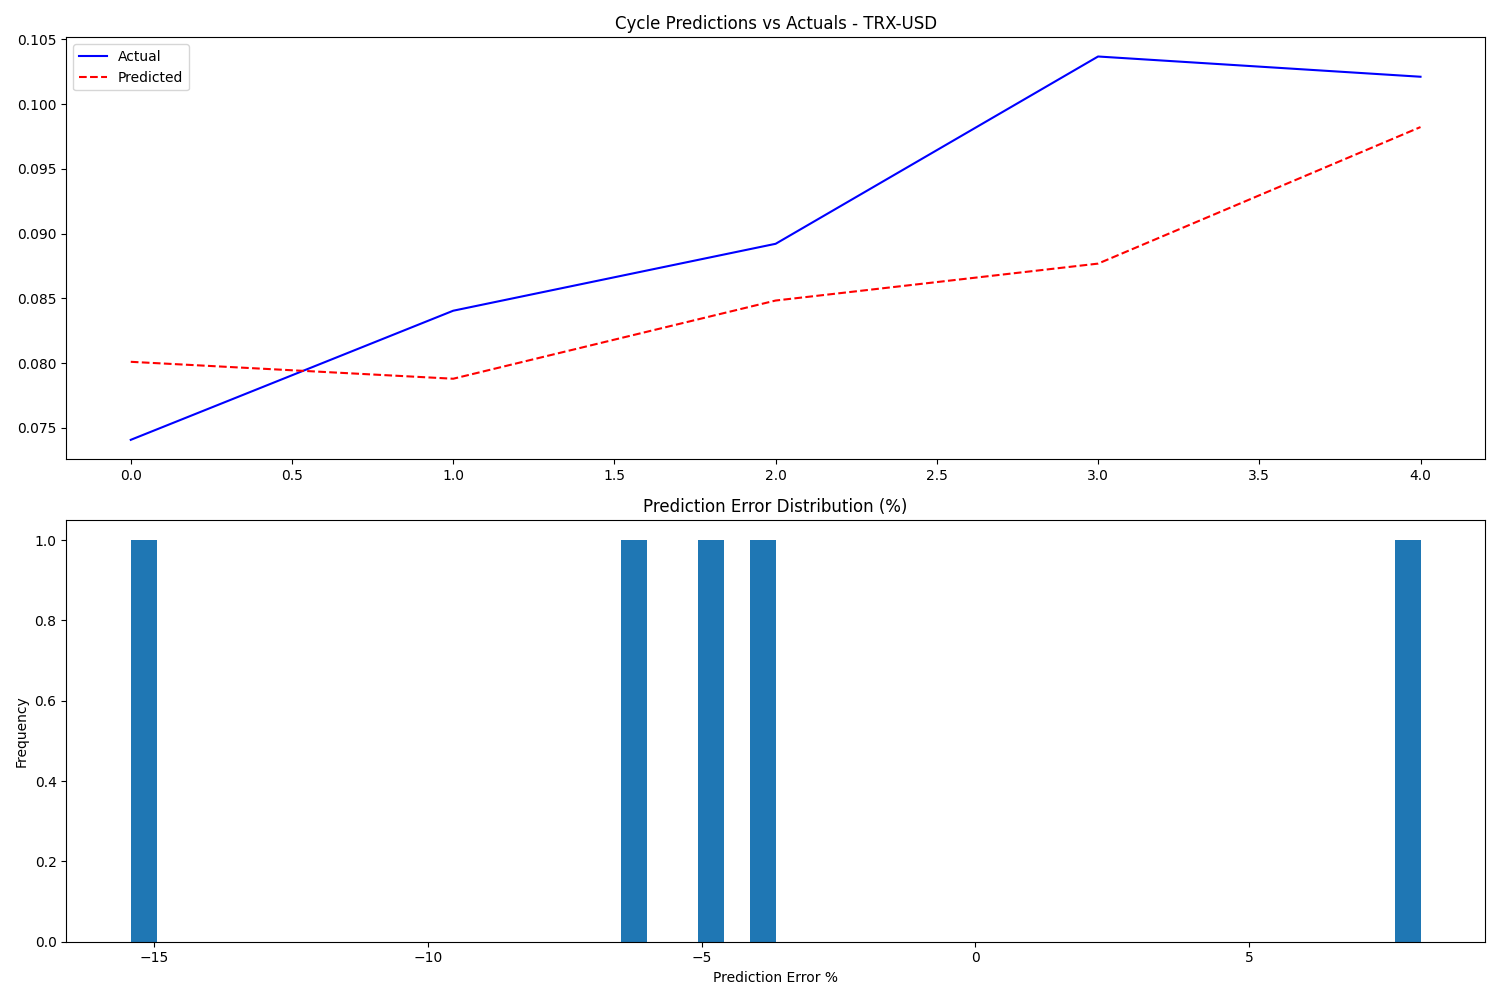 Cycle Predictions vs Actuals - TRX-USD
Actual
Predicted
0.105
0.100
0.095
0.090
0.085
0.080
0.075
0.0 0.5 1.0 1.5 2.0 2.5 3.0 3.5 4.0
Prediction Error Distribution (%)
Frequency
1.0
0.8
0.6
0.4
0.2
0.0
−15 −10 −5 0 5
Prediction Error %